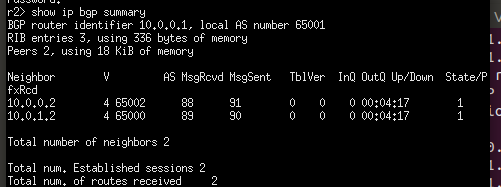 r2> show ip bgp summary
BGP router identifier 10.0.0.1, local AS number 65001
RIB entries 3, using 336 bytes of memory
Peers 2, using 18 KiB of memory
Neighbor        V    AS MsgRcvd MsgSent   TblVer  InQ OutQ Up/Down  State/P
fxRcd
10.0.0.2        4 65002      88      91        0    0    0 00:04:17        1
10.0.1.2        4 65000      89      90        0    0    0 00:04:17        1
Total number of neighbors 2
Total num. Established sessions 2
Total num. of routes received     2